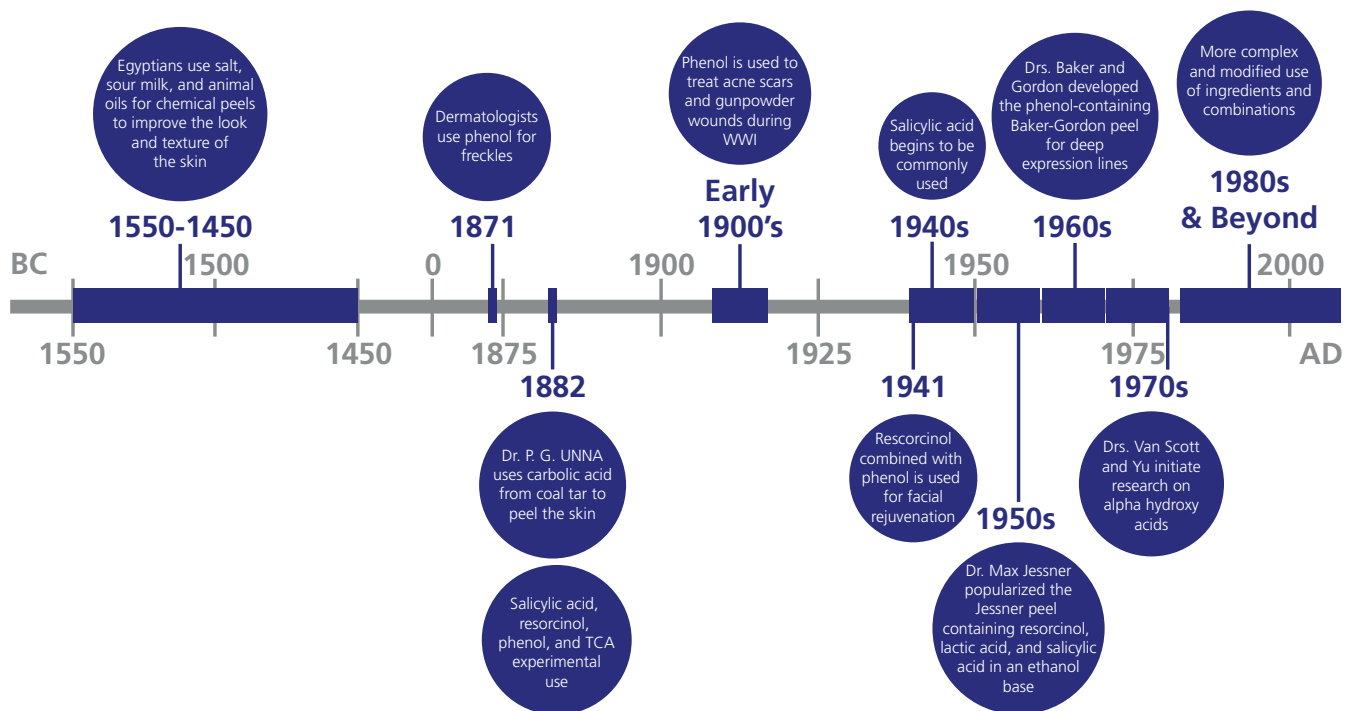 Egyptians use salt,
sour milk, and animal
oils for chemical peels
to improve the look
and texture of
the skin
1550-1450
Dermatologists
use phenol for
freckles
1871
Phenol is used to
treat acne scars
and gunpowder
wounds during
WWI
Early
1900's
Salicylic acid
begins to be
commonly
used
1940s
Drs. Baker and
Gordon developed
the phenol-containing
Baker-Gordon peel
for deep
expression lines
1960s
More complex
and modified use
of ingredients and
combinations
1980s
& Beyond
BC
1500
0
1900
1950
2000
1550
1450
1875
1925
1975
AD
1882
Dr. P. G. UNNA
uses carbolic acid
from coal tar to
peel the skin
Salicylic acid,
resorcinol,
phenol, and TCA
experimental
use
1941
Rescorcinol
combined with
phenol is used
for facial
rejuvenation
1950s
Dr. Max Jessner
popularized the
Jessner peel
containing resorcinol,
lactic acid, and salicylic
acid in an ethanol
base
1970s
Drs. Van Scott
and Yu initiate
research on
alpha hydroxy
acids